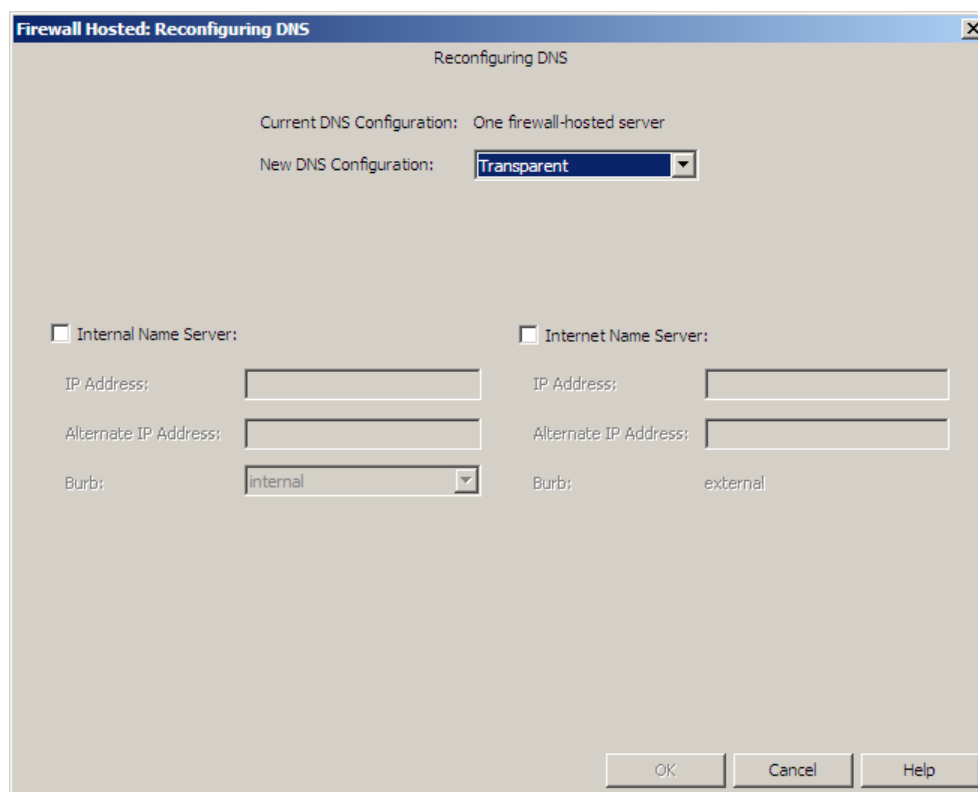 Firewall Hosted: Reconfiguring DNS
Reconfiguring DNS
Current DNS Configuration: One firewall-hosted server
New DNS Configuration: Transparent
Internal Name Server:
IP Address:
Alternate IP Address:
Burb: internal
Internet Name Server:
IP Address:
Alternate IP Address:
Burb: external
OK Cancel Help